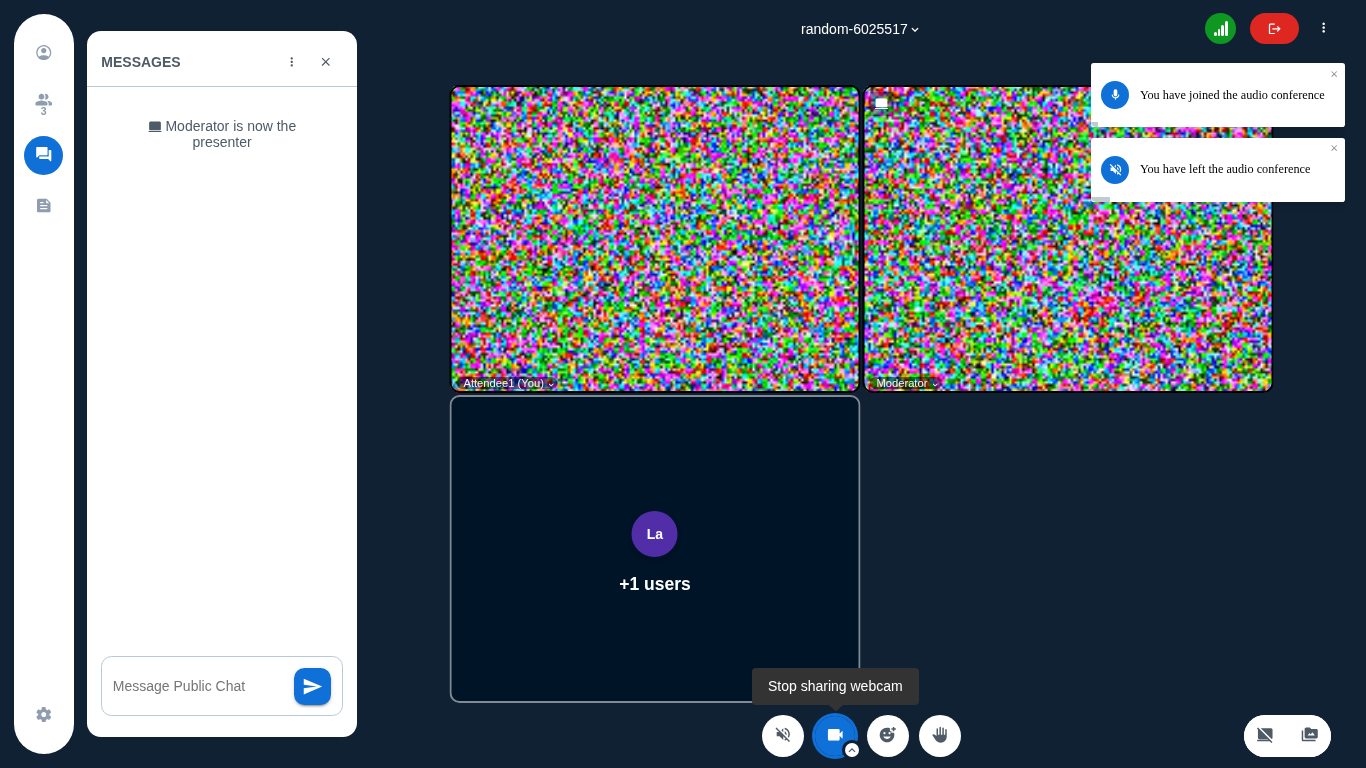 random-6025517
3
MESSAGES
Moderator is now the
presenter
You have joined the audio conference
You have left the audio conference
Attendee1 (You)
Moderator
La
+1 users
Stop sharing webcam
Message Public Chat